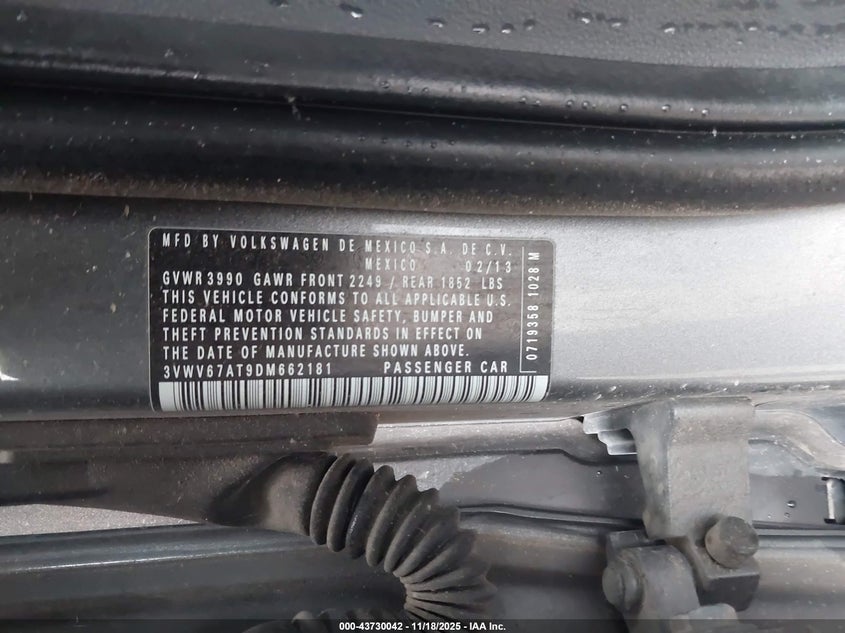 MFD BY VOLKSWAGEN DE MEXICO S.A. DE C.V.
MEXICO 02/13
GVWR 3990 GAWR FRONT 2249 / REAR 1852 LBS
THIS VEHICLE CONFORMS TO ALL APPLICABLE U.S.
FEDERAL MOTOR VEHICLE SAFETY, BUMPER AND
THEFT PREVENTION STANDARDS IN EFFECT ON
THE DATE OF MANUFACTURE SHOWN ABOVE.
3VWV67AT9DM662181 PASSENGER CAR
0719358 1028 M
000-43730042 - 11/18/2025 - IAA Inc.